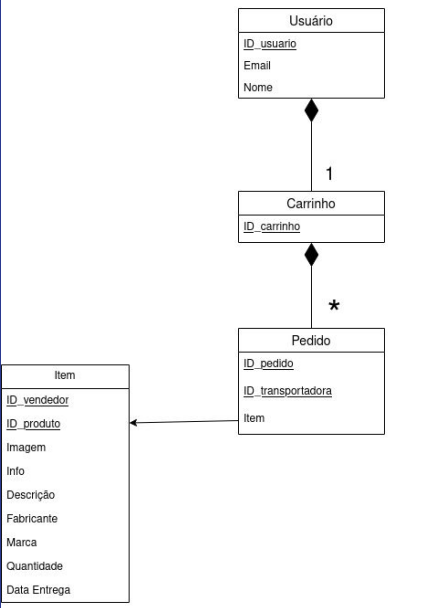 Usuário
ID_usuario
Email
Nome
1
Carrinho
ID_carrinho
*
Pedido
ID_pedido
ID_transportadora
Item
Item
ID_vendedor
ID_produto
Imagem
Info
Descrição
Fabricante
Marca
Quantidade
Data Entrega